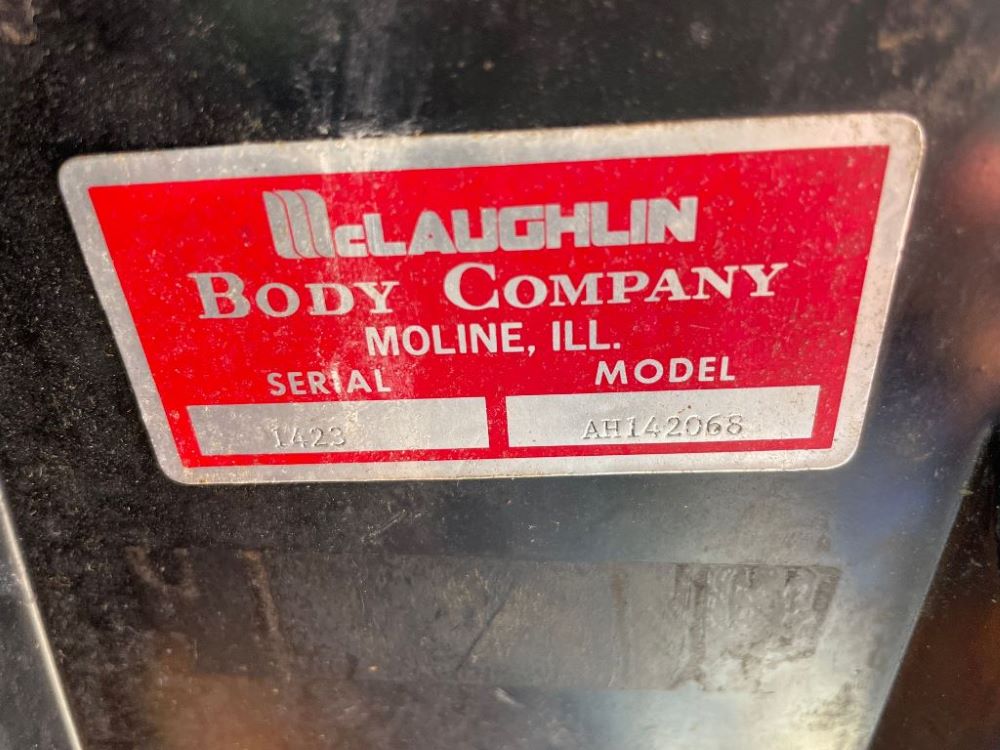 McLAUGHLIN
BODY COMPANY
MOLINE, ILL.
SERIAL MODEL
1423 AH142068